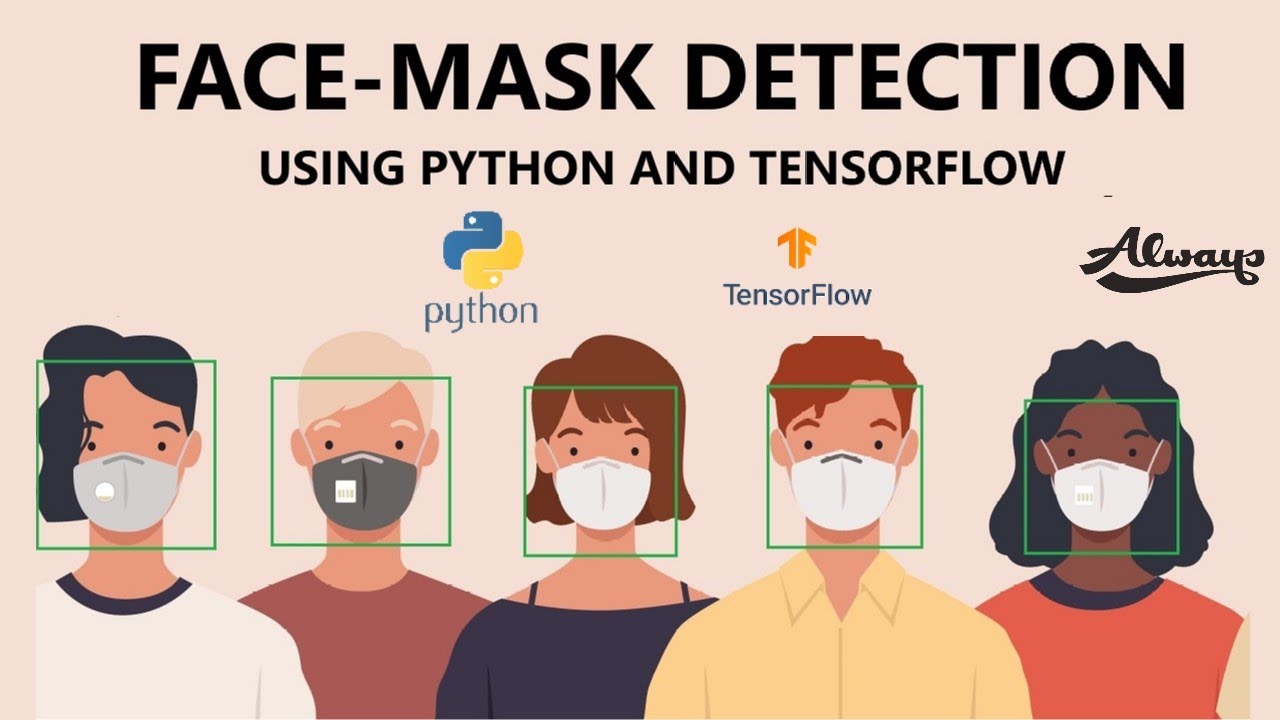 FACE-MASK DETECTION
USING PYTHON AND TENSORFLOW
python
TensorFlow
Always